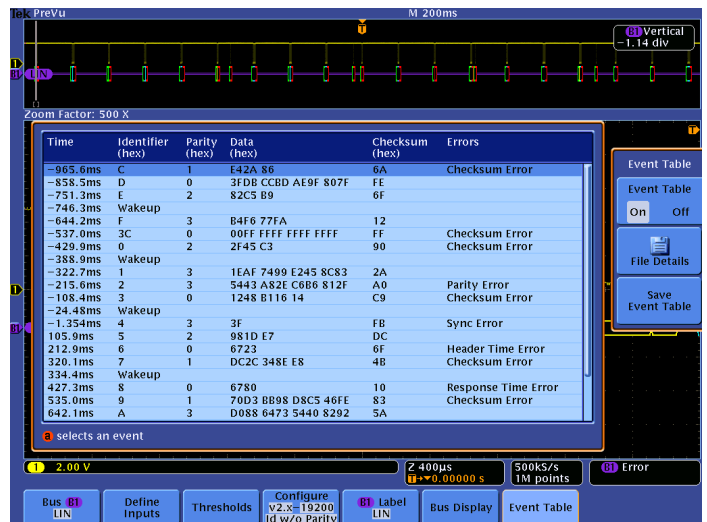 Tek PreVu M 200ms
T
B1 Vertical
-1.14 div
1
B1 LIN
Zoom Factor: 500 X
T
Time Identifier (hex) Parity (hex) Data (hex) Checksum (hex) Errors
-965.6ms C 1 E42A 86 6A Checksum Error
-858.5ms D 0 3FDB CCBD AE9F 807F FE
-751.3ms E 2 82C5 B9 6F
-746.3ms Wakeup
-644.2ms F 3 B4F6 77FA 12
-537.0ms 3C 0 00FF FFFF FFFF FFFF FF Checksum Error
-429.9ms 0 2 2F45 C3 90 Checksum Error
-388.9ms Wakeup
-322.7ms 1 3 1EAF 7499 E245 8C83 2A
-215.6ms 2 3 5443 A82E C6B6 812F A0 Parity Error
-108.4ms 3 0 1248 B116 14 C9 Checksum Error
-24.48ms Wakeup
-1.354ms 4 3 3F FB Sync Error
105.9ms 5 2 981D E7 DC
212.9ms 6 0 6723 6F Header Time Error
320.1ms 7 1 DC2C 348E E8 4B Checksum Error
334.4ms Wakeup
427.3ms 8 0 6780 10 Response Time Error
535.0ms 9 1 70D3 BB98 D8C5 46FE 83 Checksum Error
642.1ms A 3 D088 6473 5440 8292 5A
a selects an event
Event Table
Event Table
On Off
File Details
Save
Event Table
1
B1
1 2.00 V
Z 400µs
T→▼0.00000 s
500kS/s
1M points
B1 Error
Bus B1
LIN
Define
Inputs
Thresholds
Configure
v2.x-19200
Id w/o Parity
B1 Label
LIN
Bus Display
Event Table